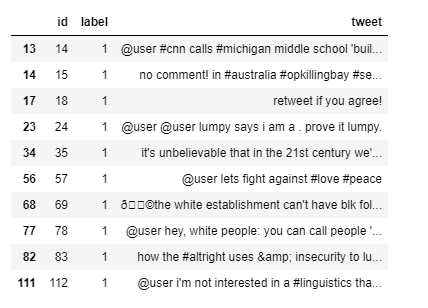 id label tweet
13 14 1 @user #cnn calls #michigan middle school 'buil...
14 15 1 no comment! in #australia #opkillingbay #se...
17 18 1 retweet if you agree!
23 24 1 @user @user lumpy says i am a . prove it lumpy.
34 35 1 it's unbelievable that in the 21st century we'...
56 57 1 @user lets fight against #love #peace
68 69 1 ð□□©the white establishment can't have blk fol...
77 78 1 @user hey, white people: you can call people '...
82 83 1 how the #altright uses &amp; insecurity to lu...
111 112 1 @user i'm not interested in a #linguistics tha...